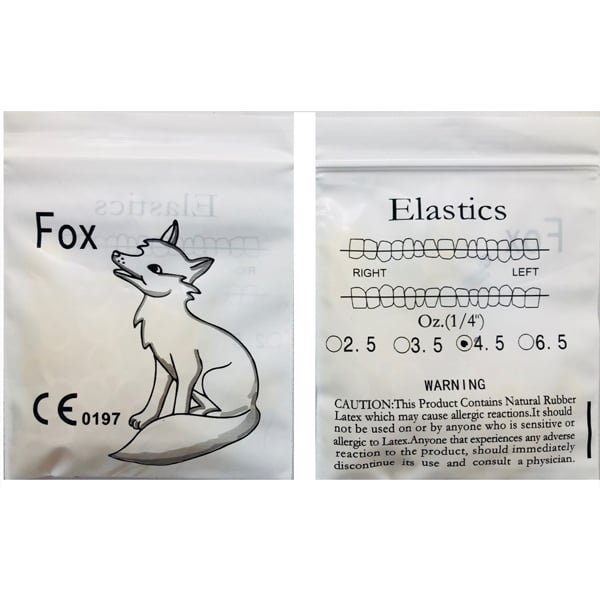 Fox
Elastics
CE 0197
Elastics
RIGHT LEFT
Oz.(1/4")
2.5 3.5 4.5 6.5
WARNING
CAUTION:This Product Contains Natural Rubber
Latex which may cause allergic reactions.It should
not be used on or by anyone who is sensitive or
allergic to Latex.Anyone that experiences any adverse
reaction to the product, should immediately
discontinue its use and consult a physician.